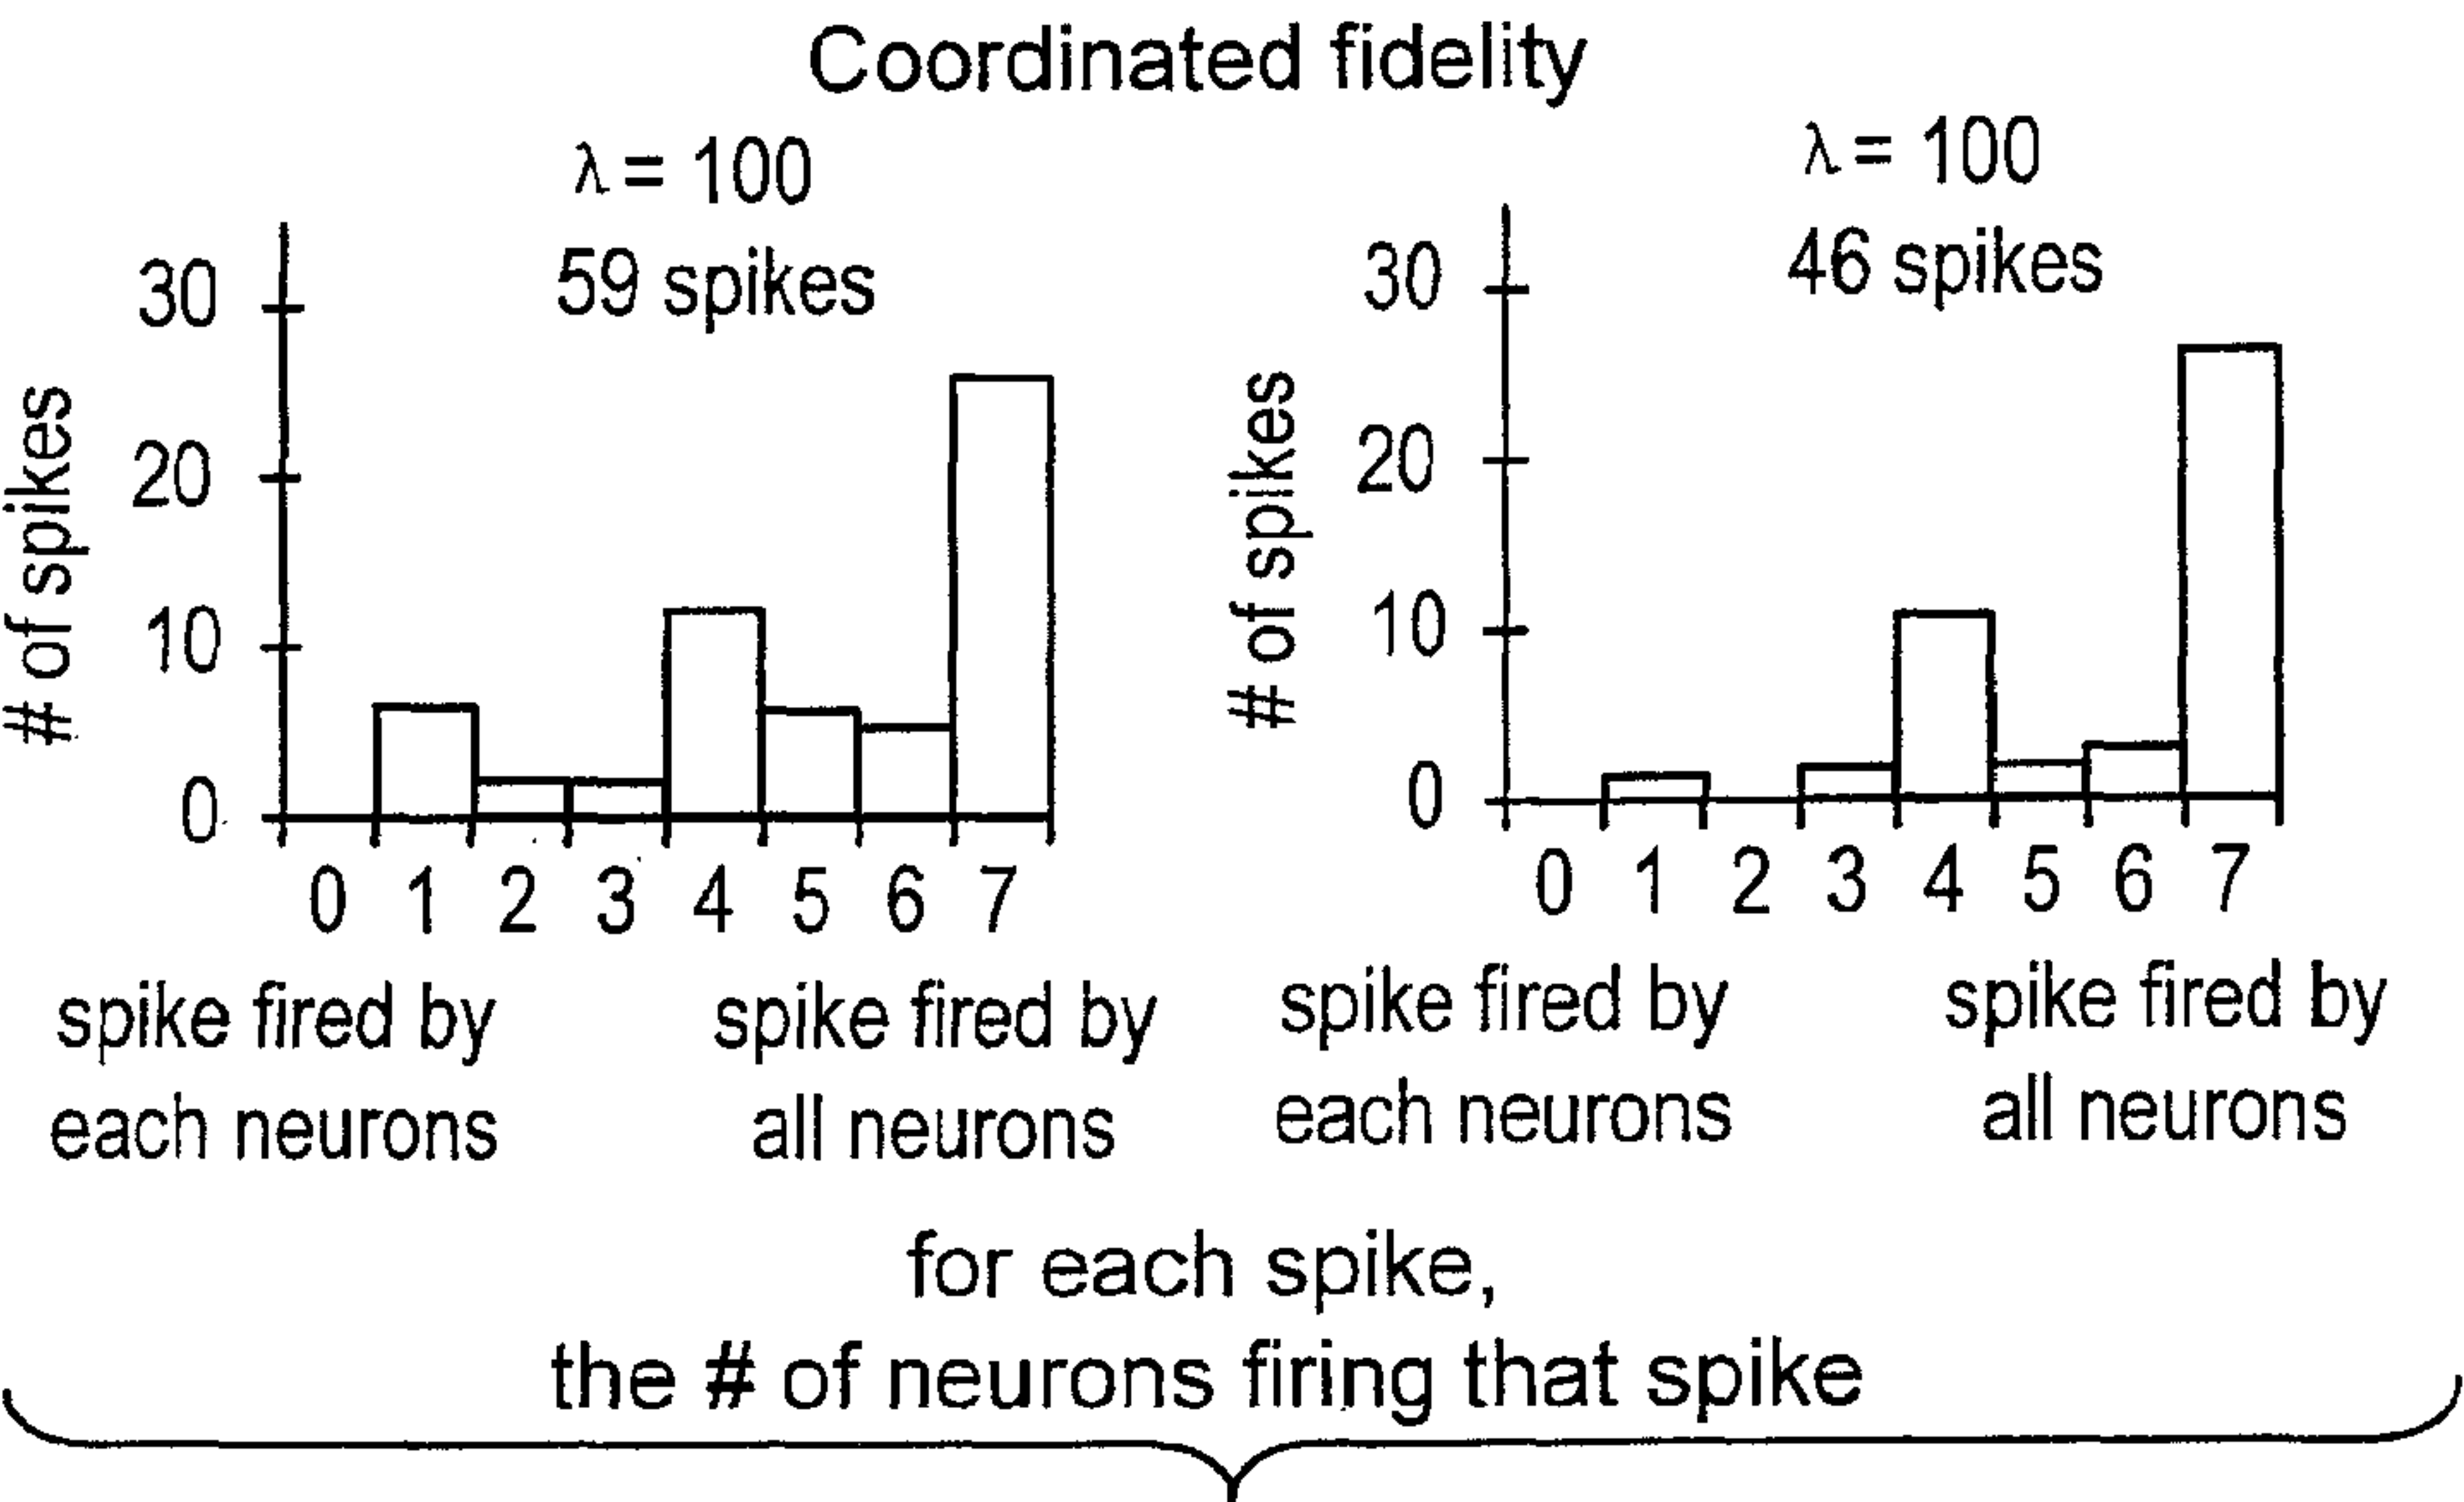 Coordinated fidelity
λ = 100
59 spikes
# of spikes
30
20
10
0
0 1 2 3 4 5 6 7
spike fired by
each neurons
spike fired by
all neurons
λ = 100
46 spikes
# of spikes
30
20
10
0
0 1 2 3 4 5 6 7
spike fired by
each neurons
spike fired by
all neurons
for each spike,
the # of neurons firing that spike